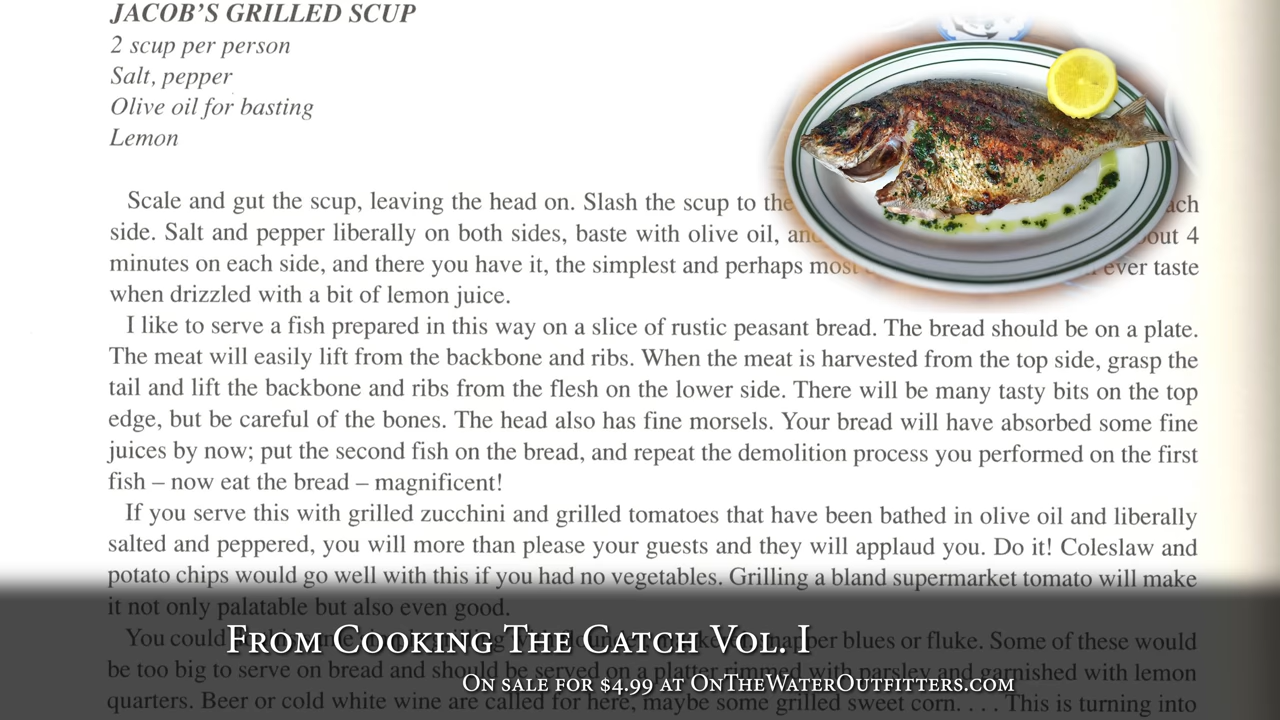 JACOB'S GRILLED SCUP
2 scup per person
Salt, pepper
Olive oil for basting
Lemon
Scale and gut the scup, leaving the head on. Slash the scup to the ach
side. Salt and pepper liberally on both sides, baste with olive oil, 4
minutes on each side, and there you have it, the simplest and perhaps most ever taste
when drizzled with a bit of lemon juice.
I like to serve a fish prepared in this way on a slice of rustic peasant bread. The bread should be on a plate.
The meat will easily lift from the backbone and ribs. When the meat is harvested from the top side, grasp the
tail and lift the backbone and ribs from the flesh on the lower side. There will be many tasty bits on the top
edge, but be careful of the bones. The head also has fine morsels. Your bread will have absorbed some fine
juices by now; put the second fish on the bread, and repeat the demolition process you performed on the first
fish – now eat the bread – magnificent!
If you serve this with grilled zucchini and grilled tomatoes that have been bathed in olive oil and liberally
salted and peppered, you will more than please your guests and they will applaud you. Do it! Coleslaw and
potato chips would go well with this if you had no vegetables. Grilling a bland supermarket tomato will make
it not only palatable but also even good.
You could blues or fluke. Some of these would
From Cooking The Catch Vol. I
be too big to serve on bread and should be served on a platter rimmed with parsley and garnished with lemon
On sale for $4.99 at OnTheWaterOutfitters.com
quarters. Beer or cold white wine are called for here, maybe some grilled sweet corn. . . . This is turning into